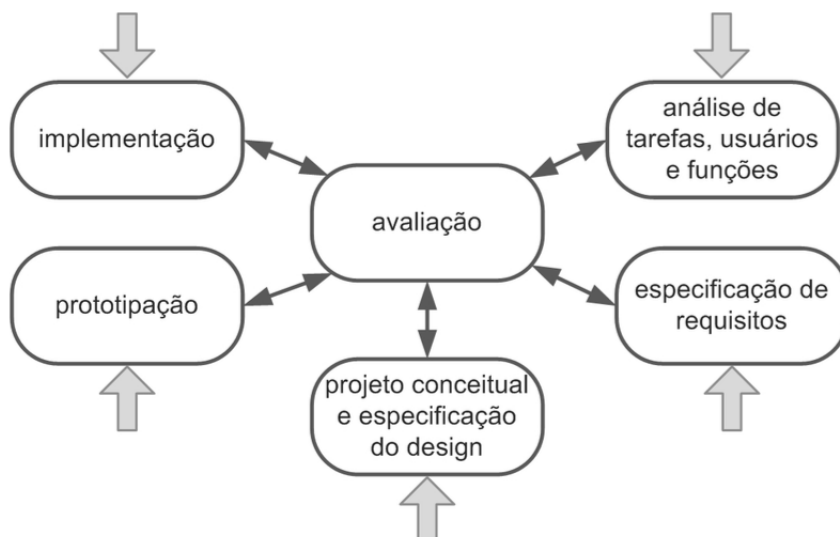 implementação
análise de
tarefas, usuários
e funções
avaliação
prototipação
especificação de
requisitos
projeto conceitual
e especificação
do design